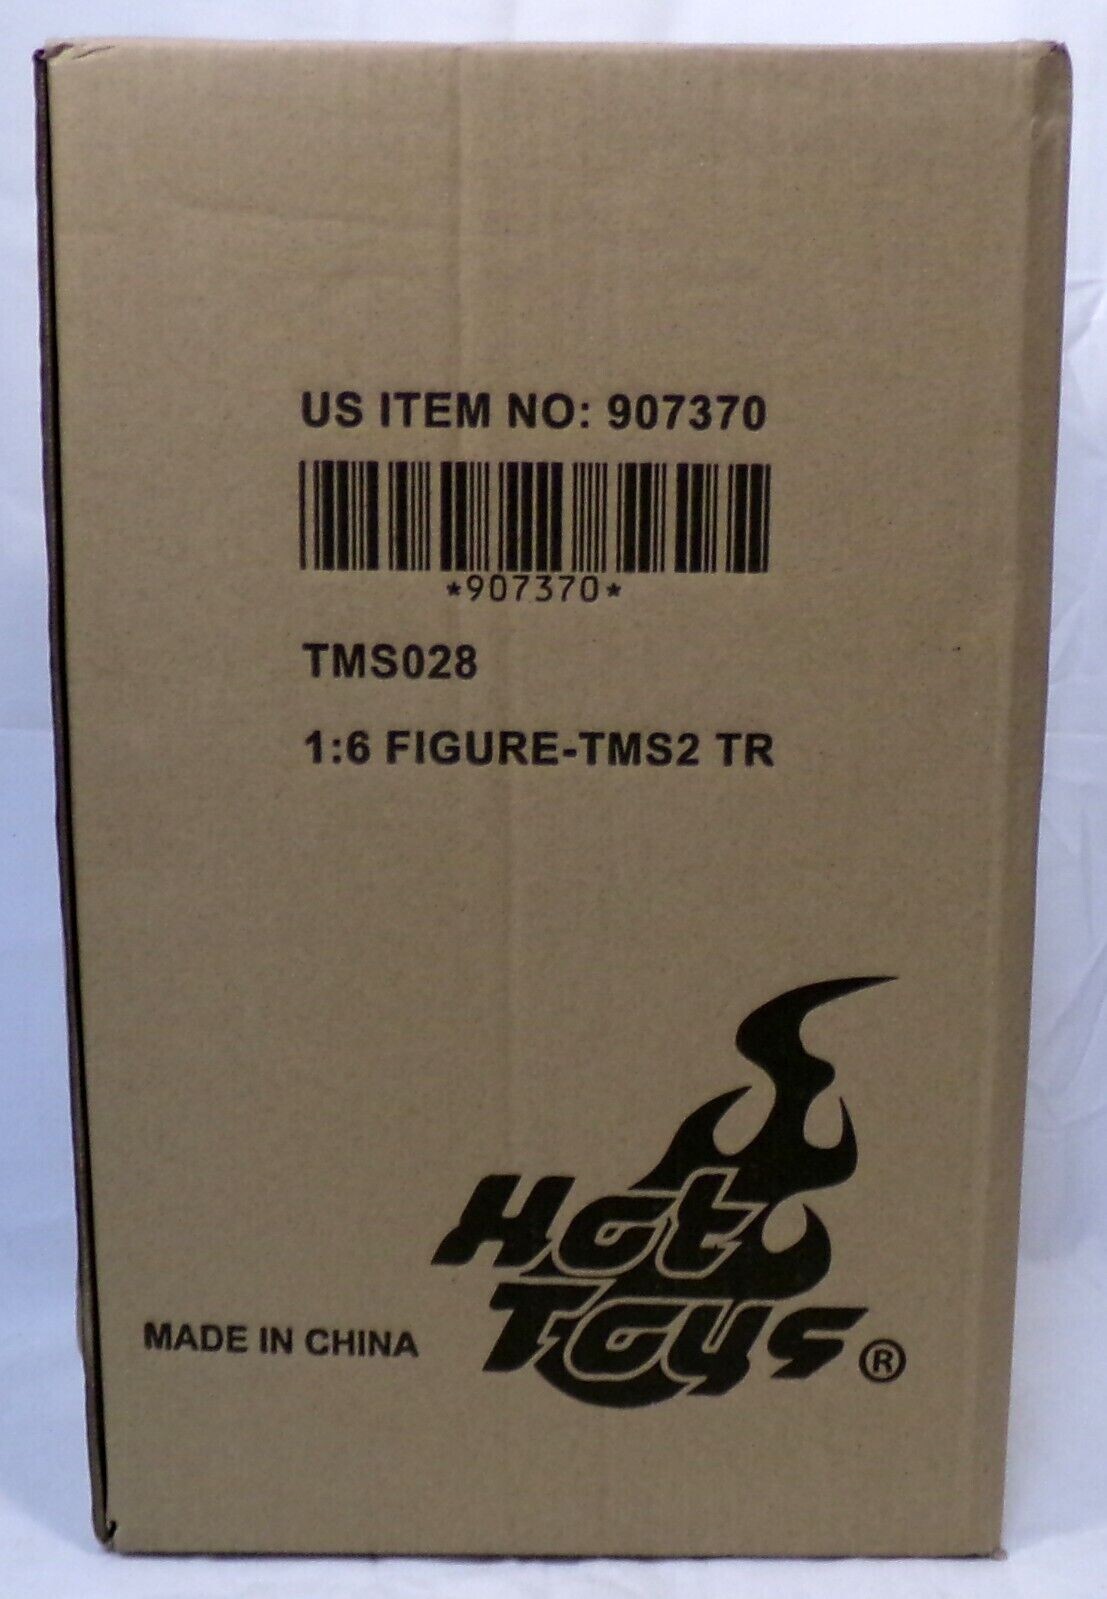 US ITEM NO: 907370
*907370*
TMS028
1:6 FIGURE-TMS2 TR
Hot
Toys®
MADE IN CHINA